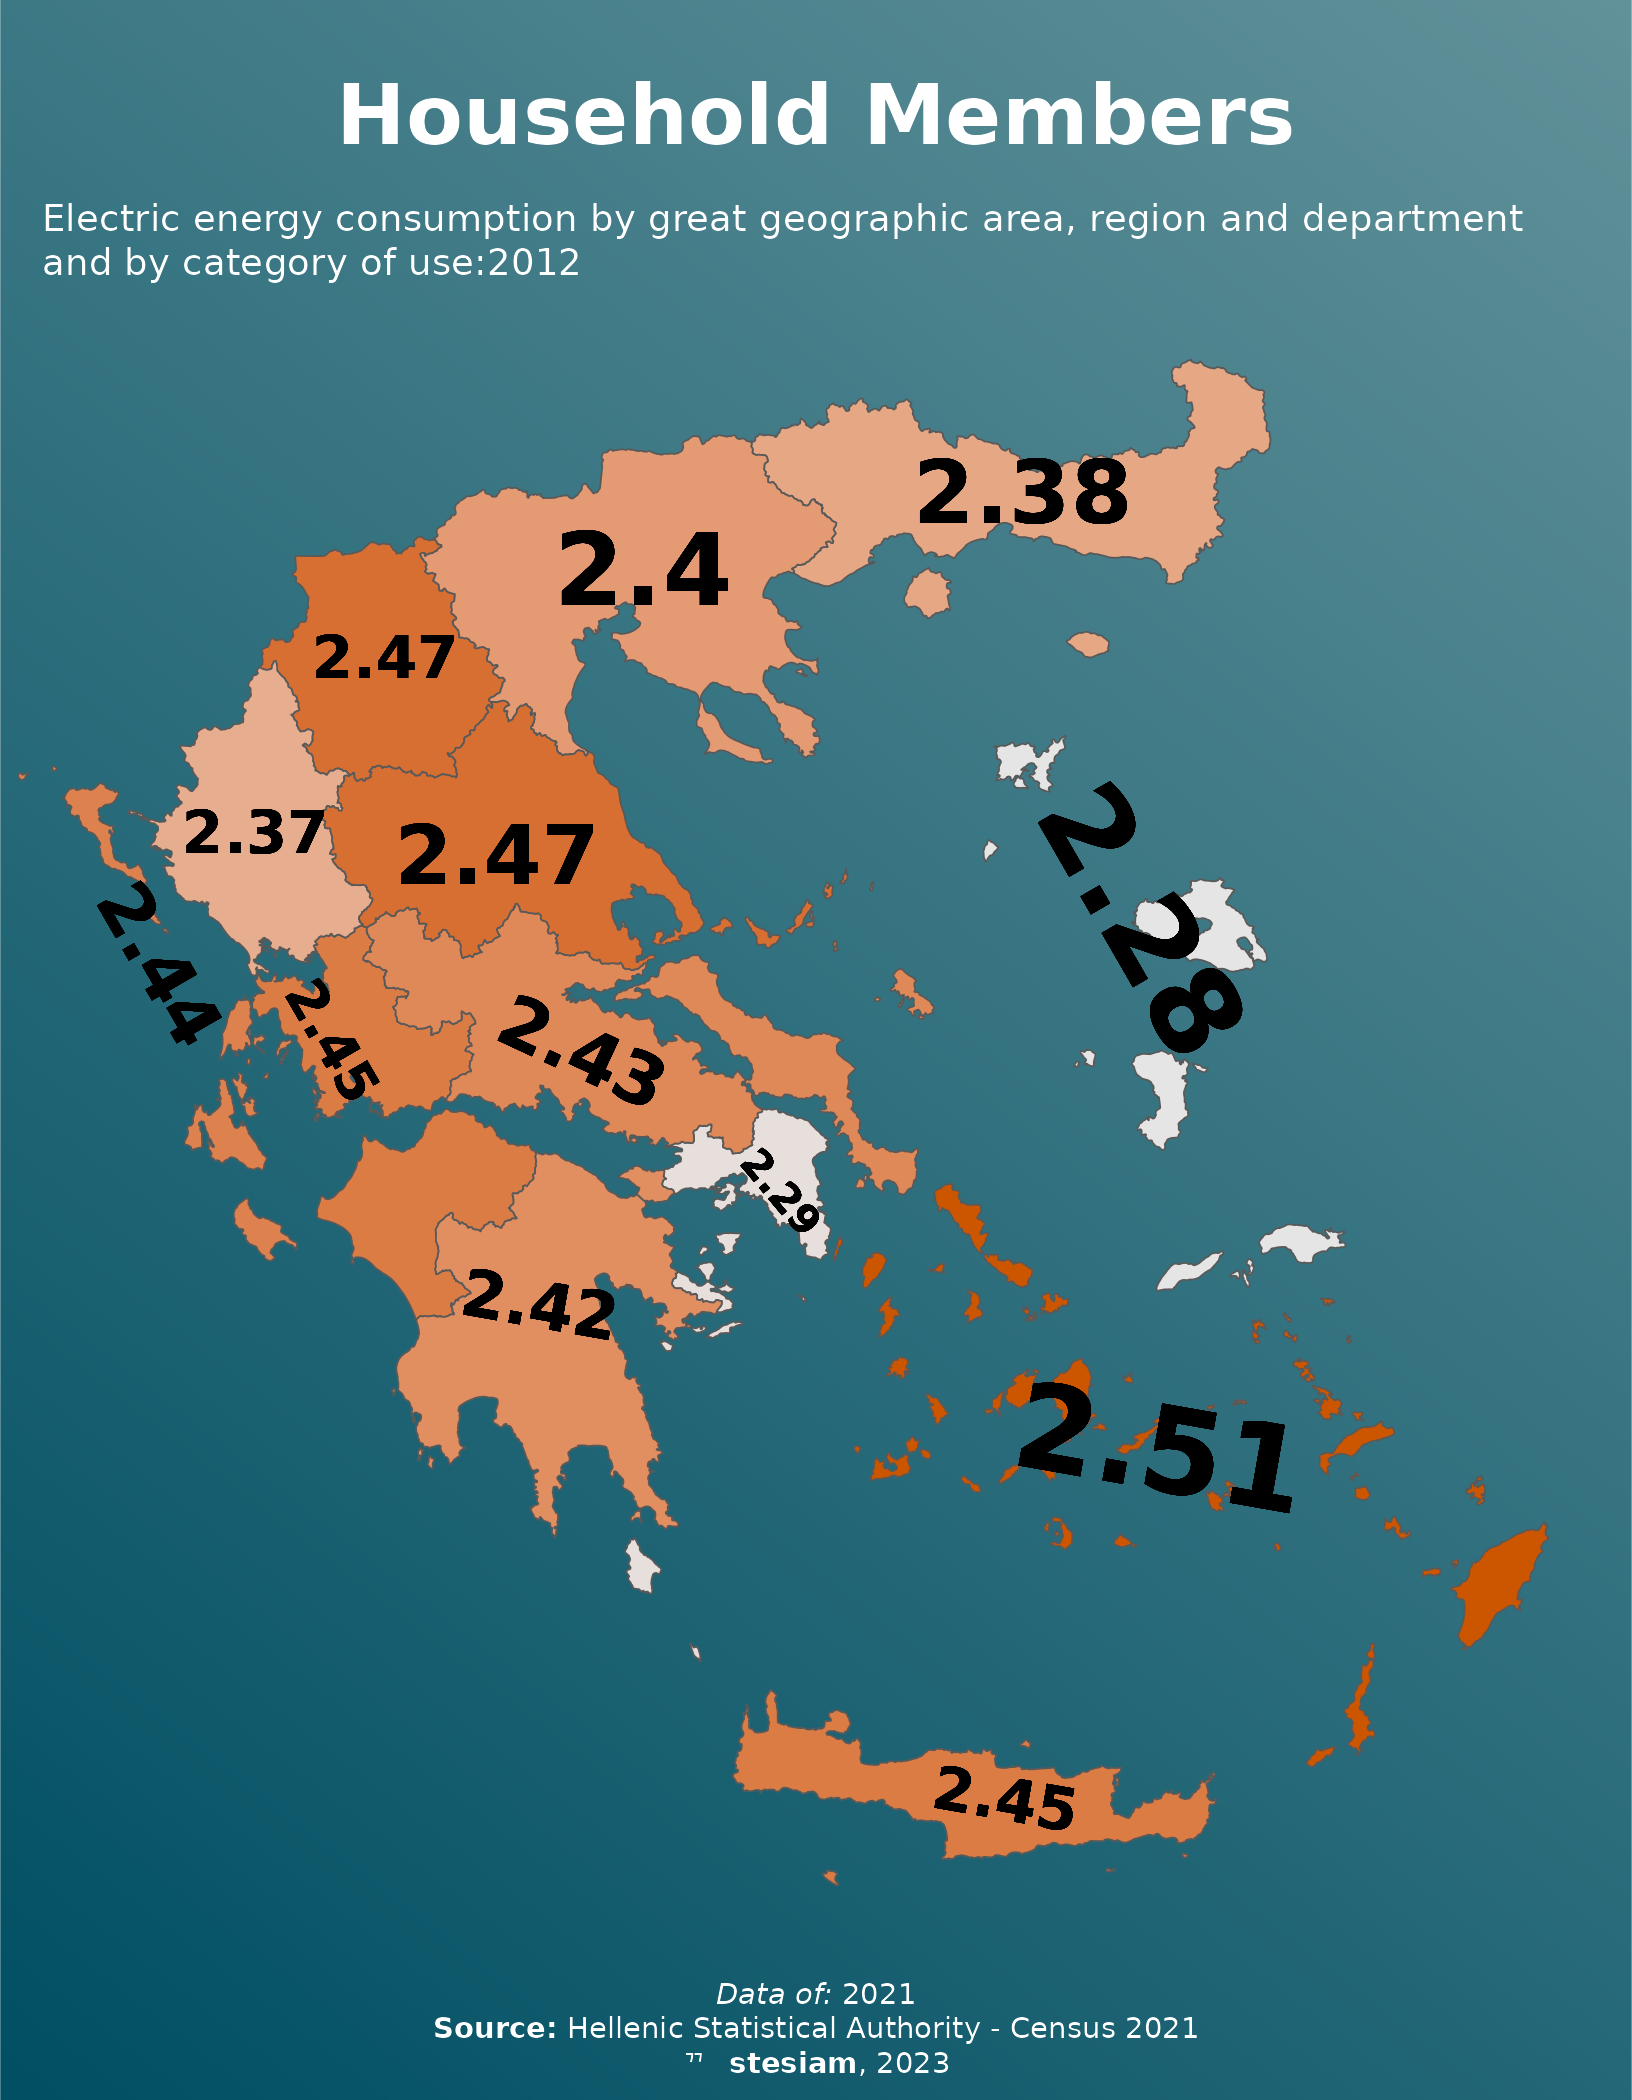 Household Members
Electric energy consumption by great geographic area, region and department
and by category of use:2012
2.38
2.4
2.47
2.37
2.47
2.28
2.44
2.45
2.43
2.29
2.42
2.51
2.45
Data of: 2021
Source: Hellenic Statistical Authority - Census 2021
stesiam, 2023